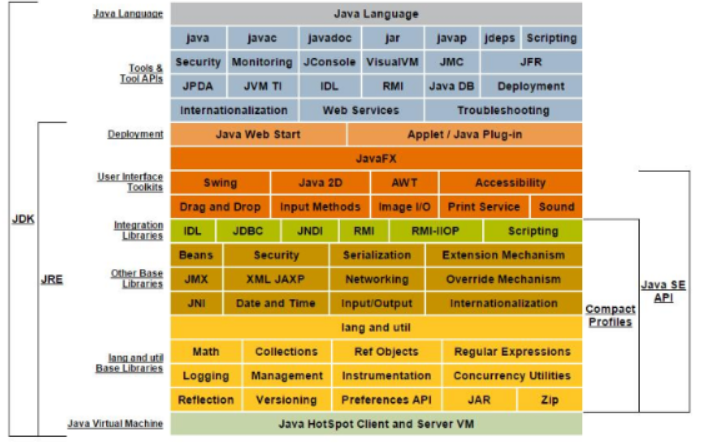 Java Language Java Language
java javac javadoc jar javap jdeps Scripting
Security Monitoring JConsole VisualVM JMC JFR
Tools &
Tool APIs
JPDA JVM TI IDL RMI Java DB Deployment
Internationalization Web Services Troubleshooting
Deployment Java Web Start Applet / Java Plug-in
JavaFX
User Interface
Toolkits
Swing Java 2D AWT Accessibility
Drag and Drop Input Methods Image I/O Print Service Sound
JDK
Integration
Libraries
IDL JDBC JNDI RMI RMI-IIOP Scripting
Beans Security Serialization Extension Mechanism
JRE
Other Base
Libraries
JMX XML JAXP Networking Override Mechanism
Java SE
API
JNI Date and Time Input/Output Internationalization
Compact
Profiles
lang and util
lang and util
Base Libraries
Math Collections Ref Objects Regular Expressions
Logging Management Instrumentation Concurrency Utilities
Reflection Versioning Preferences API JAR Zip
Java Virtual Machine Java HotSpot Client and Server VM